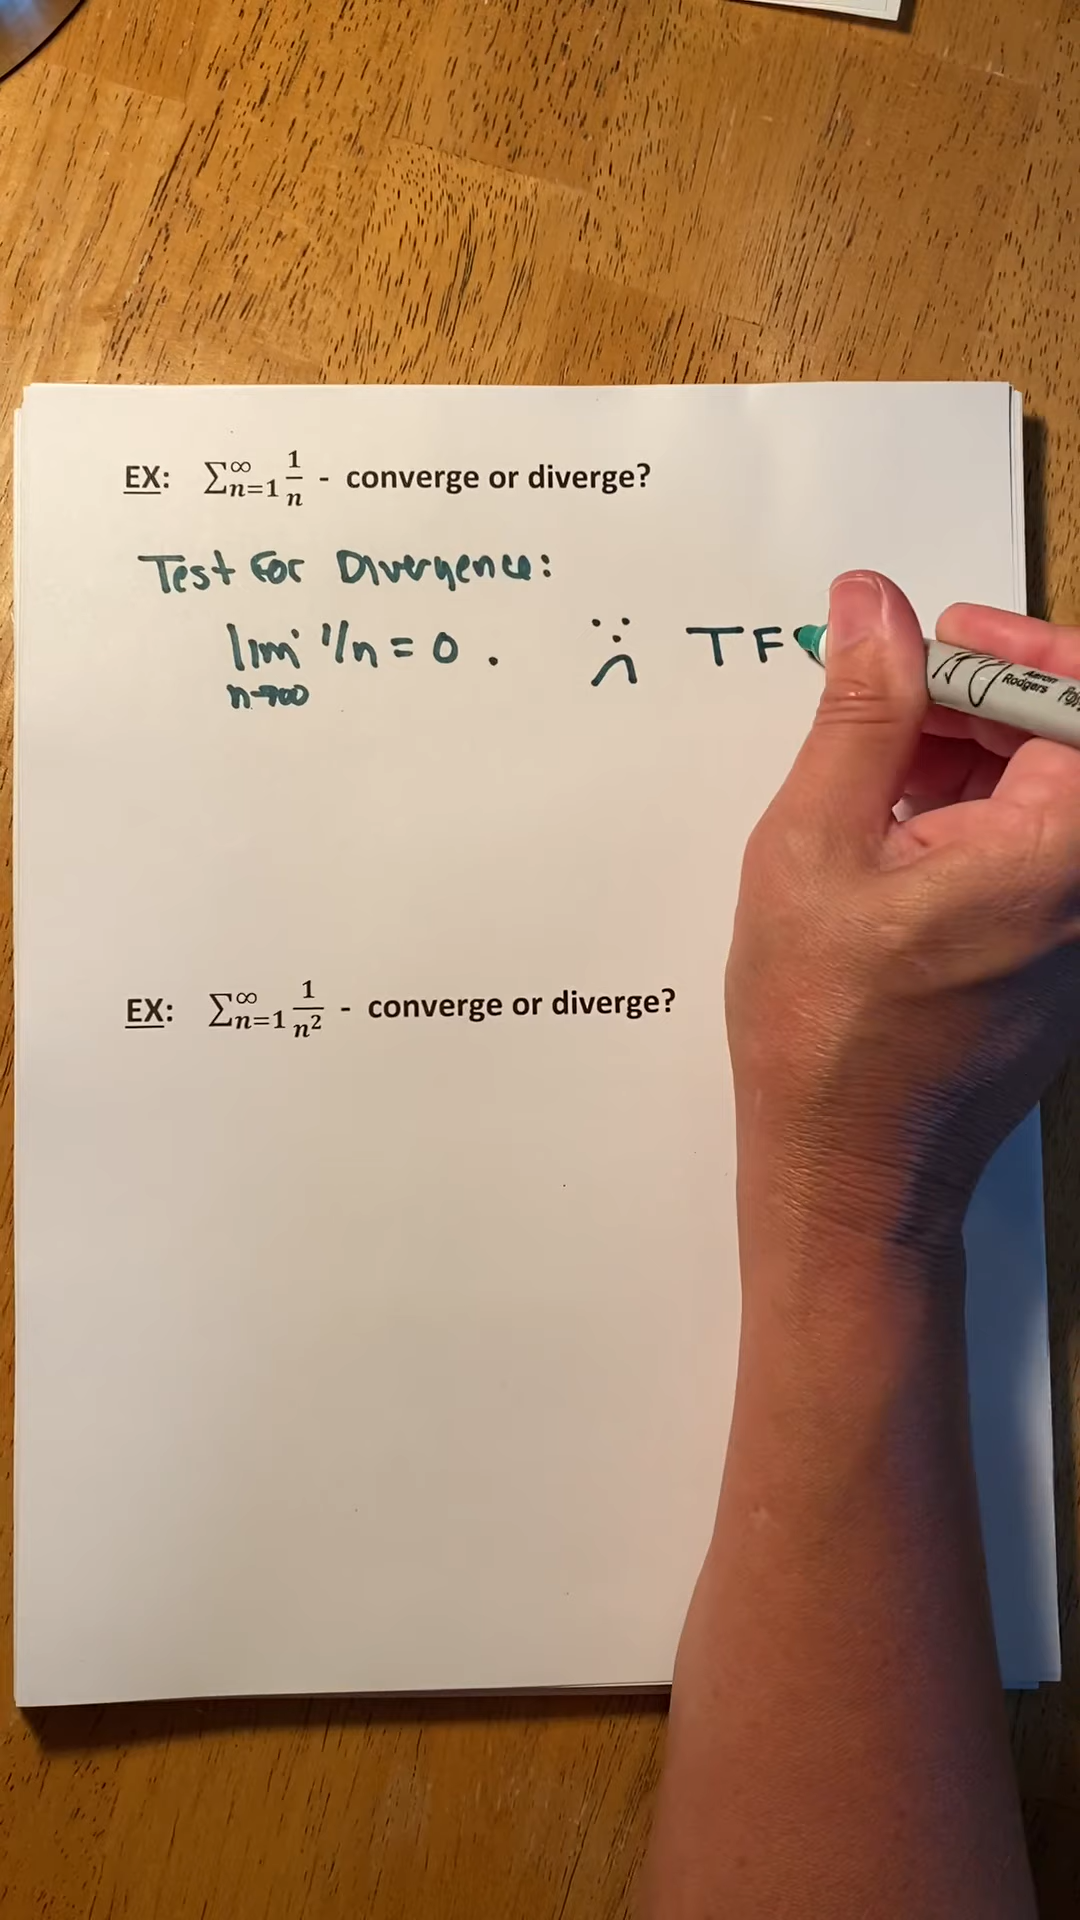 EX: ∑_{n=1}^{∞} 1/n - converge or diverge?
Test For Divergence:
lim 1/n = 0 . TF
n→∞
Aaron
Rodgers
EX: ∑_{n=1}^{∞} 1/n² - converge or diverge?